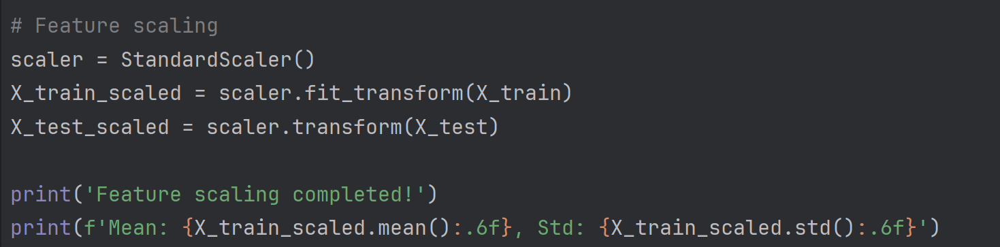 # Feature scaling
scaler = StandardScaler()
X_train_scaled = scaler.fit_transform(X_train)
X_test_scaled = scaler.transform(X_test)
print('Feature scaling completed!')
print(f'Mean: {X_train_scaled.mean():.6f}, Std: {X_train_scaled.std():.6f}')